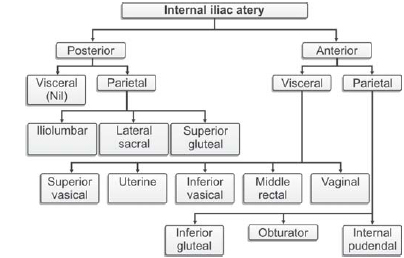 Internal iliac atery
Posterior
Anterior
Visceral
(Nil)
Parietal
Visceral
Parietal
Iliolumbar
Lateral
sacral
Superior
gluteal
Superior
vasical
Uterine
Inferior
vasical
Middle
rectal
Vaginal
Inferior
gluteal
Obturator
Internal
pudendal